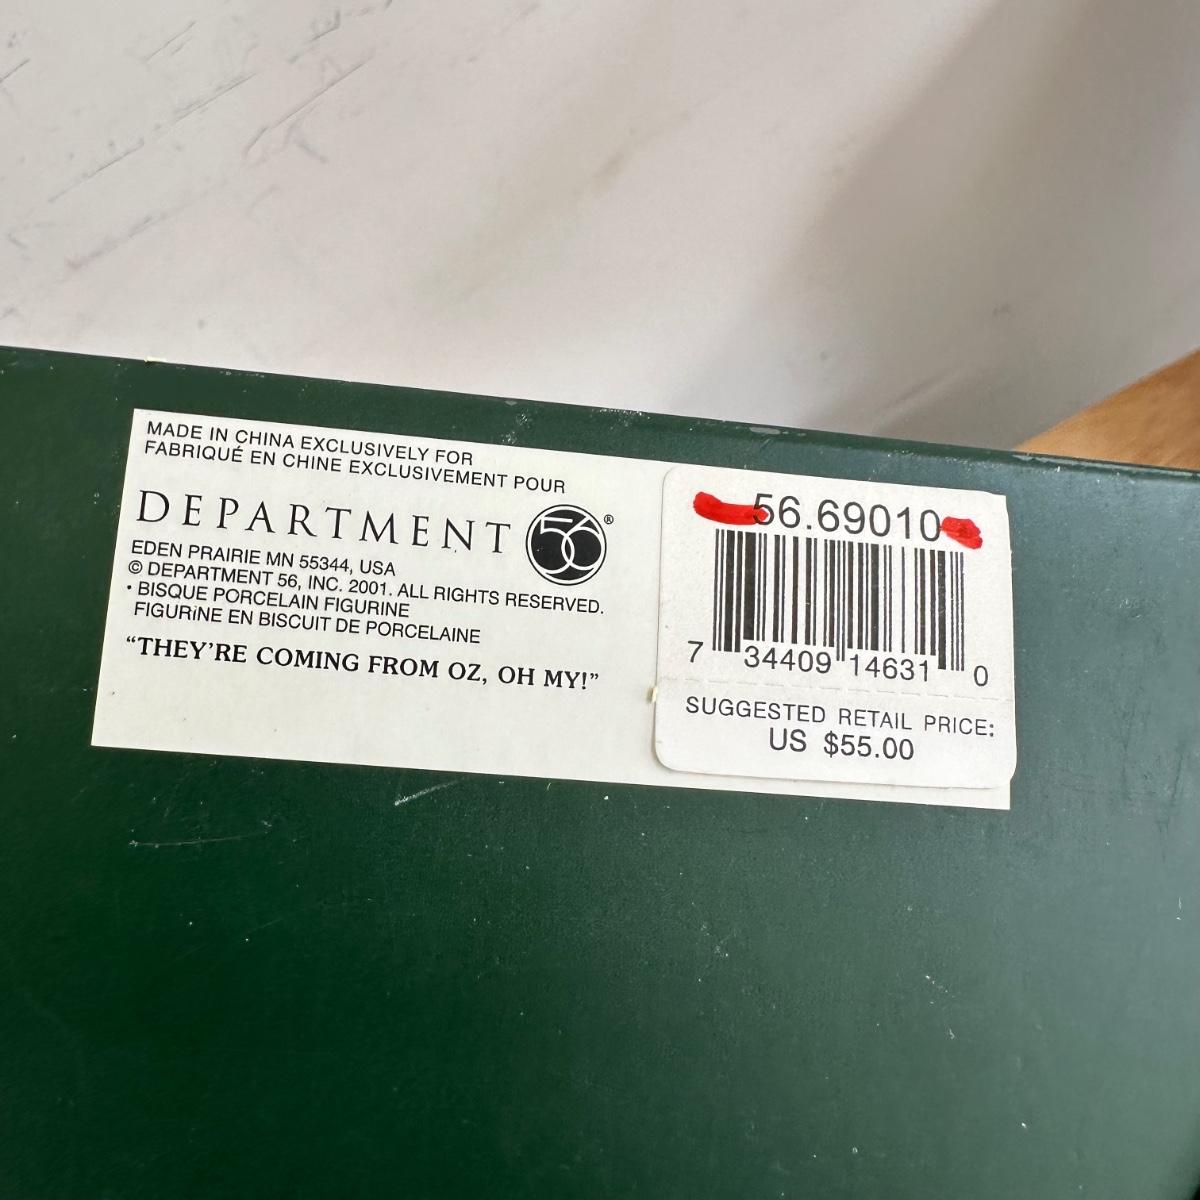 MADE IN CHINA EXCLUSIVELY FOR
FABRIQUÉ EN CHINE EXCLUSIVEMENT POUR
DEPARTMENT 56®
EDEN PRAIRIE MN 55344, USA
© DEPARTMENT 56, INC. 2001. ALL RIGHTS RESERVED.
• BISQUE PORCELAIN FIGURINE
FIGURiNE EN BISCUIT DE PORCELAINE
“THEY’RE COMING FROM OZ, OH MY!”
56.69010
7 34409 14631 0
SUGGESTED RETAIL PRICE:
US $55.00